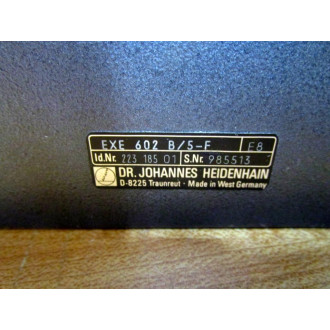 EXE 602 B/5-F E8
Id.Nr. 223 185 01 S.Nr. 985513
DR. JOHANNES HEIDENHAIN
D-8225 Traunreut · Made in West Germany